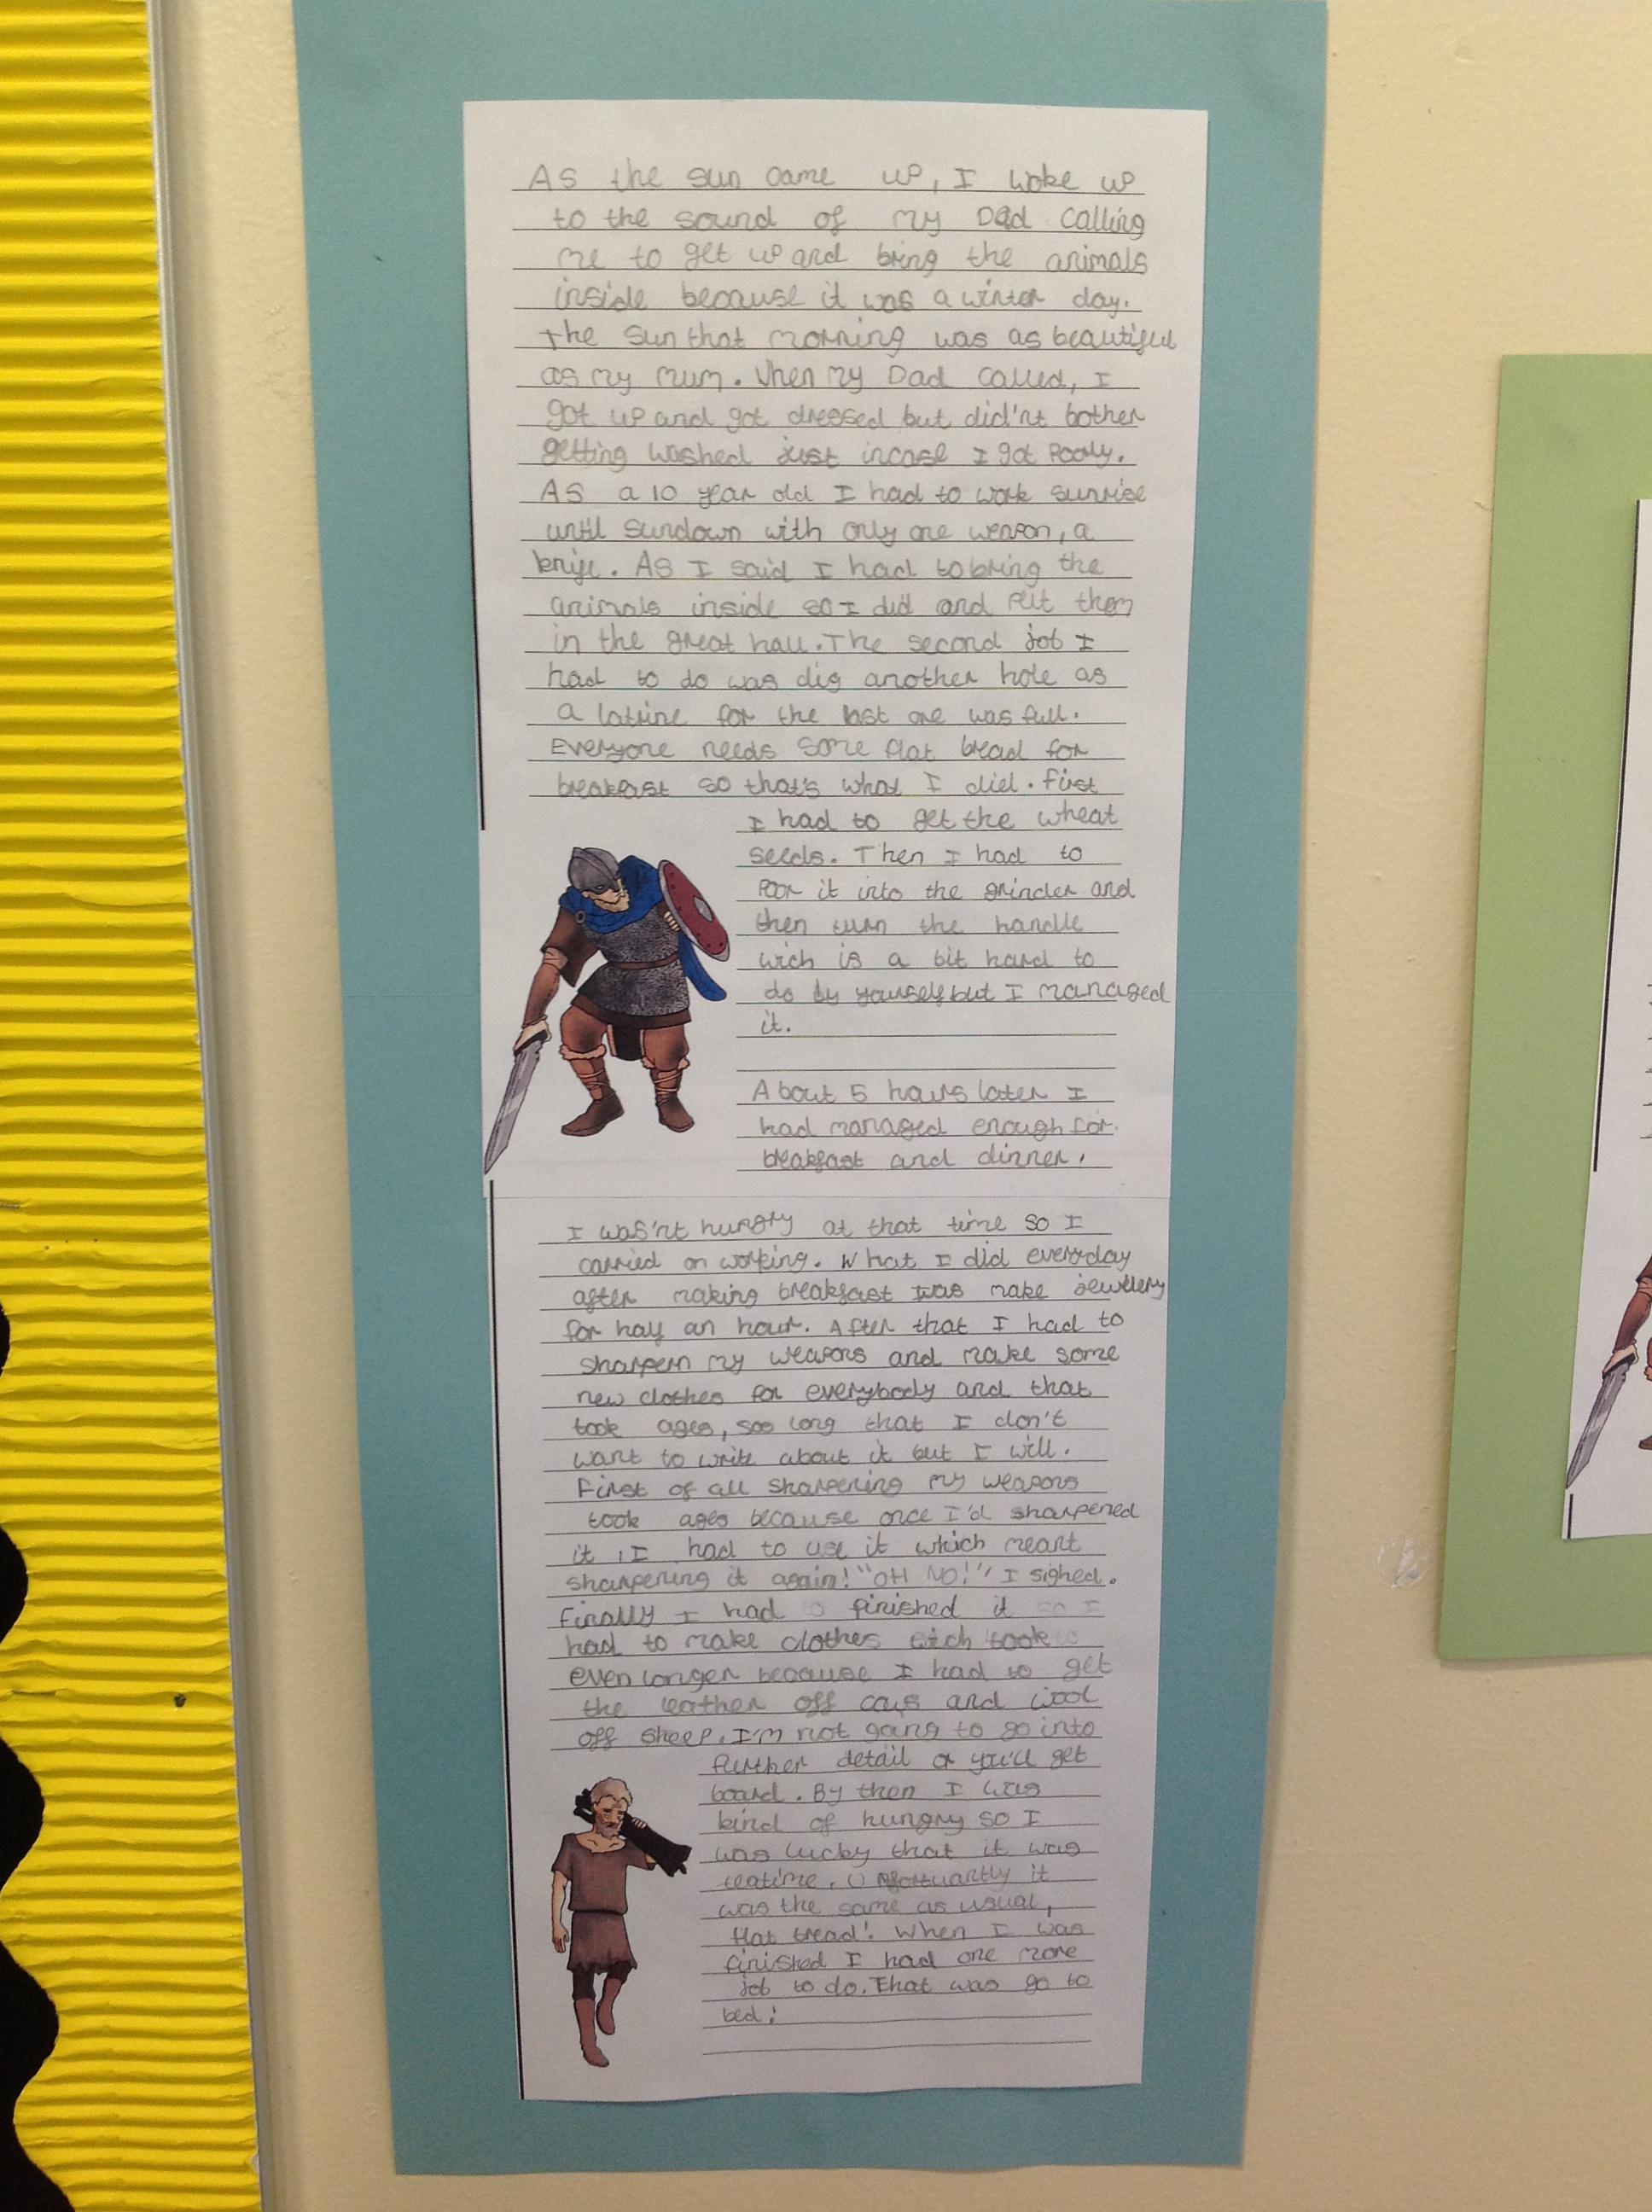 As the sun came up, I woke up
to the sound of my Dad calling
me to get up and bring the animals
inside because it was a winter day.
The sun that morning was as beautiful
as my mum. When my Dad called, I
got up and got dressed but did'nt bother
getting washed just incase I got Poorly.
As a 10 year old I had to work sunrise
until sundown with only one weapon, a
knife. As I said I had to bring the
animals inside so I did and put them
in the great hall. The second job I
had to do was dig another hole as
a latrine for the last one was full.
Everyone needs some flat bread for
breakfast so that's what I did. First
I had to get the wheat
seeds. Then I had to
poor it into the grinder and
then turn the handle
wich is a bit hard to
do by yourself but I managed
it.
About 5 hours later I
had managed enough for
breakfast and dinner.
I was'nt hungry at that time so I
carried on working. What I did everyday
after making breakfast was make jewllery
for half an hour. After that I had to
sharpern my weapons and make some
new clothes for everybody and that
took ages, soo long that I don't
want to write about it but I will.
First of all sharpening my weapons
took ages because once I'd sharpened
it, I had to use it which meant
sharpening it again! "OH NO!" I sighed.
Finally I had finished it so I
had to make clothes wich took
even longer because I had to get
the leather off cows and wool
off sheep. I'm not going to go into
further detail or you'll get
board. By then I was
kind of hungry so I
was lucky that it was
teatime. Unfortuantly it
was the same as usual,
flat bread! When I was
finished I had one more
job to do. That was go to
bed!